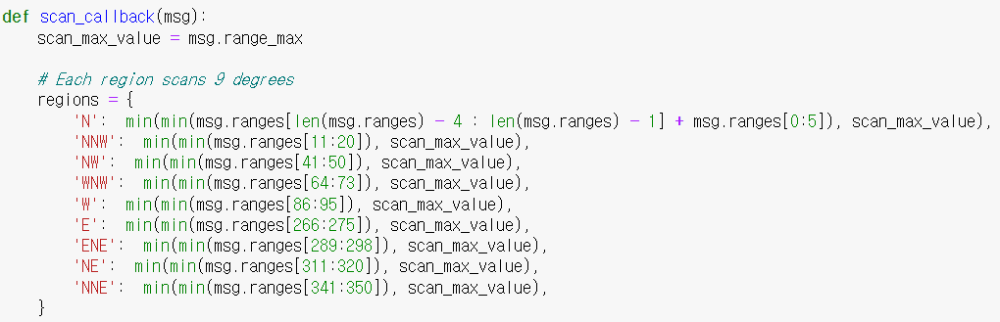 def scan_callback(msg):
    scan_max_value = msg.range_max

    # Each region scans 9 degrees
    regions = {
        'N':  min(min(msg.ranges[len(msg.ranges) - 4 : len(msg.ranges) - 1] + msg.ranges[0:5]), scan_max_value),
        'NNW':  min(min(msg.ranges[11:20]), scan_max_value),
        'NW':  min(min(msg.ranges[41:50]), scan_max_value),
        'WNW':  min(min(msg.ranges[64:73]), scan_max_value),
        'W':  min(min(msg.ranges[86:95]), scan_max_value),
        'E':  min(min(msg.ranges[266:275]), scan_max_value),
        'ENE':  min(min(msg.ranges[289:298]), scan_max_value),
        'NE':  min(min(msg.ranges[311:320]), scan_max_value),
        'NNE':  min(min(msg.ranges[341:350]), scan_max_value),
    }